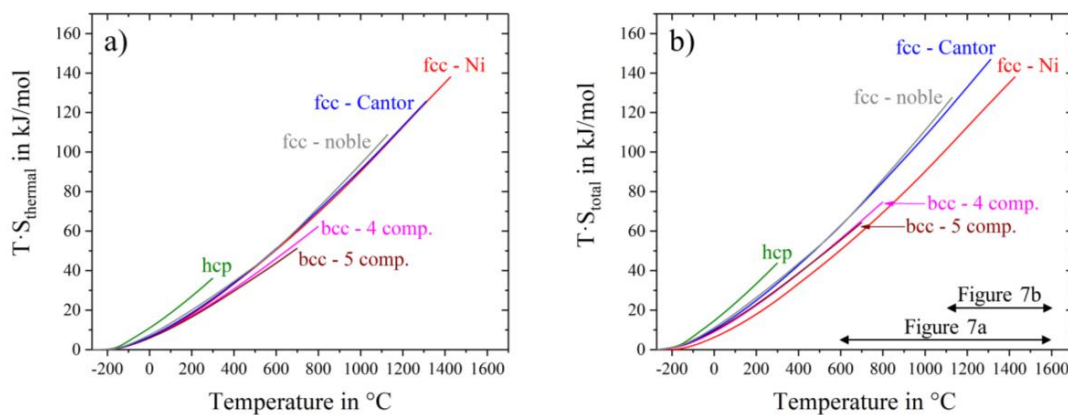 a)
T·S thermal in kJ/mol
160
140
120
100
80
60
40
20
0
fcc - Ni
fcc - Cantor
fcc - noble
bcc - 4 comp.
bcc - 5 comp.
hcp
-200 0 200 400 600 800 1000 1200 1400 1600
Temperature in °C
b)
T·S total in kJ/mol
160
140
120
100
80
60
40
20
0
fcc - Cantor
fcc - Ni
fcc - noble
bcc - 4 comp.
bcc - 5 comp.
hcp
Figure 7b
Figure 7a
-200 0 200 400 600 800 1000 1200 1400 1600
Temperature in °C